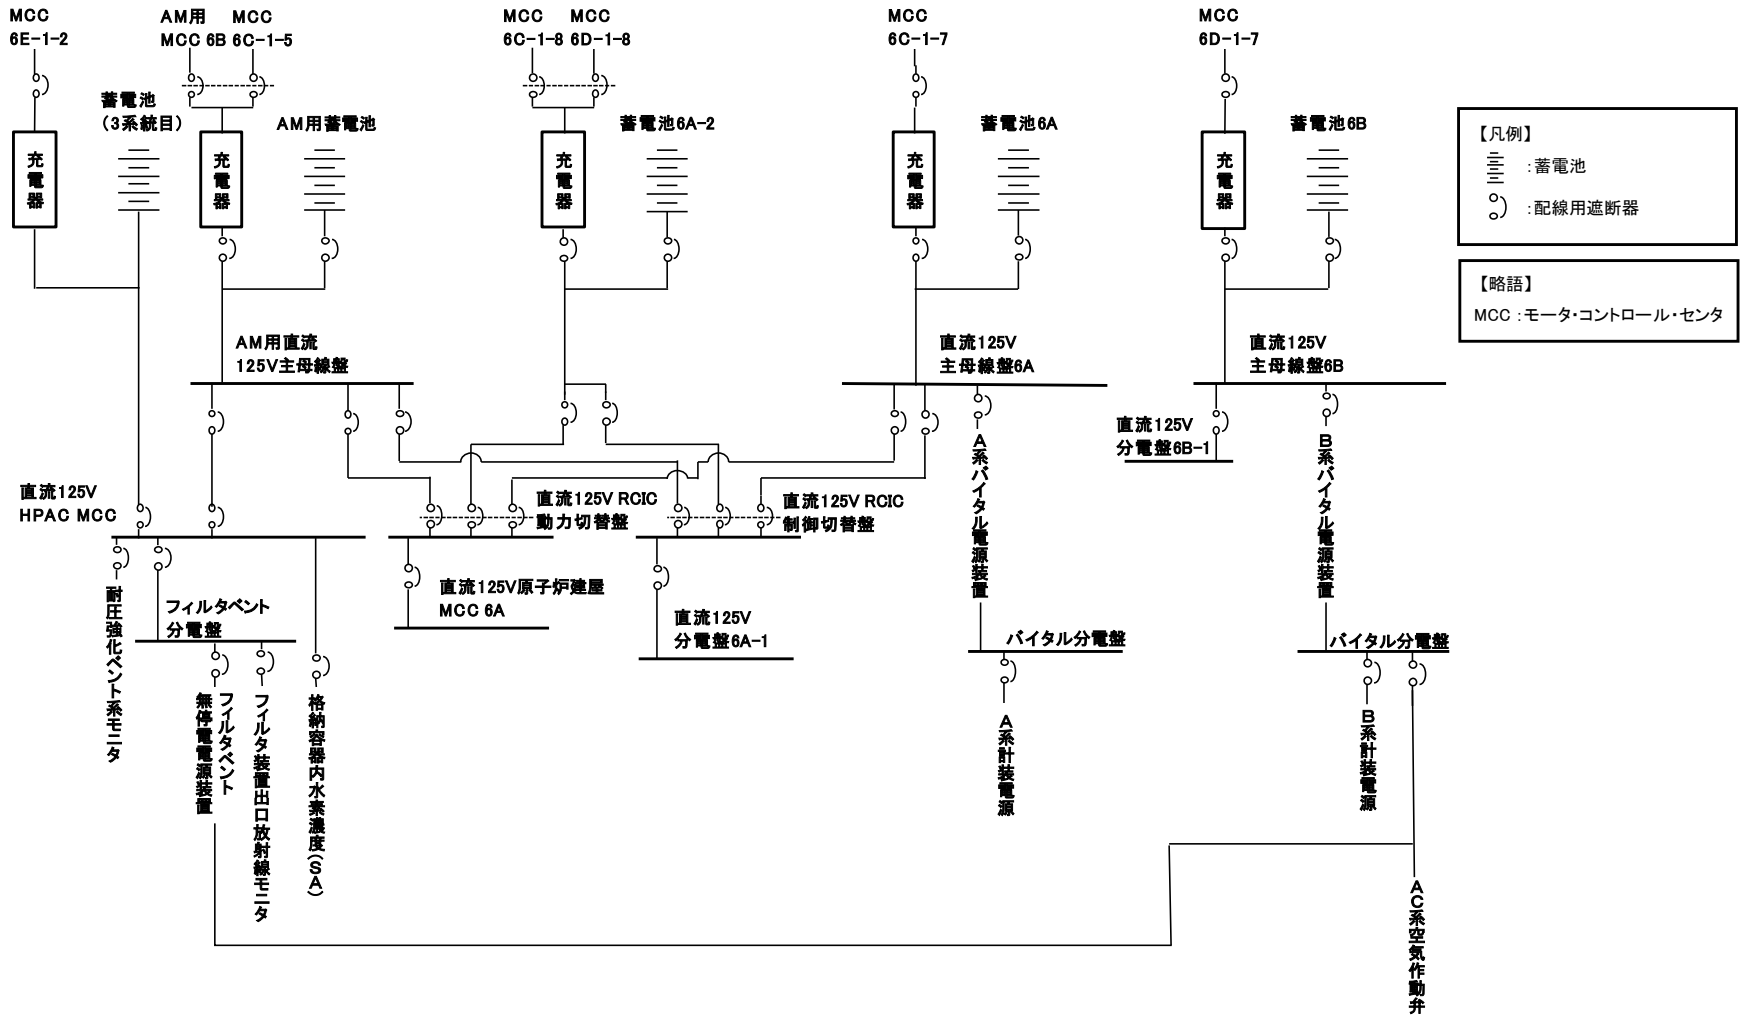 MCC
6E-1-2
AM用
MCC 6B
MCC
6C-1-5
MCC
6C-1-8
MCC
6D-1-8
MCC
6C-1-7
MCC
6D-1-7
蓄電池
(3系統目)
AM用蓄電池
蓄電池6A-2
蓄電池6A
蓄電池6B
充電器
充電器
充電器
充電器
充電器
【凡例】
:蓄電池
:配線用遮断器
【略語】
MCC :モータ・コントロール・センタ
AM用直流
125V主母線盤
直流125V
主母線盤6A
直流125V
主母線盤6B
直流125V
分電盤6B-1
A系バイタル電源装置
B系バイタル電源装置
直流125V
HPAC MCC
直流125V RCIC
動力切替盤
直流125V RCIC
制御切替盤
直流125V原子炉建屋
MCC 6A
直流125V
分電盤6A-1
フィルタベント
分電盤
バイタル分電盤
バイタル分電盤
耐圧強化ベント系モニタ
フィルタベント
無停電電源装置
フィルタ装置出口放射線モニタ
格納容器内水素濃度(SA)
A系計装電源
B系計装電源
AC系空気作動弁